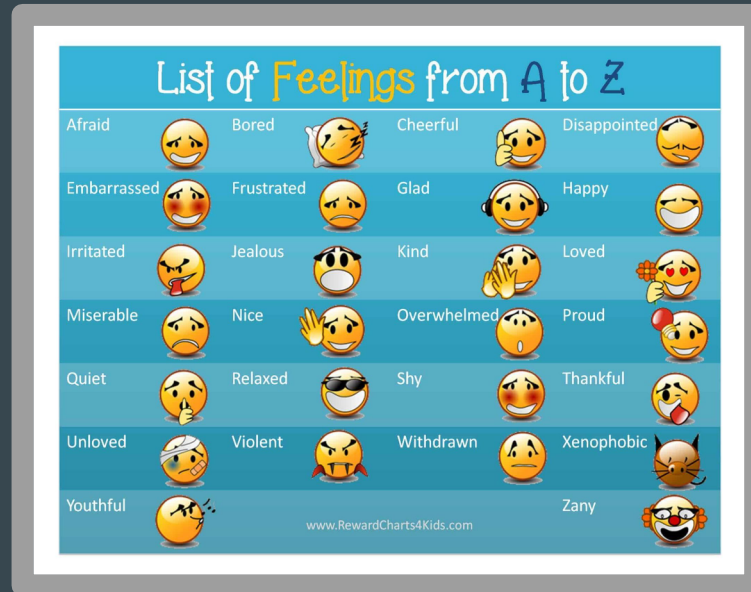 List of Feelings from A to Z
Afraid Bored Cheerful Disappointed
Embarrassed Frustrated Glad Happy
Irritated Jealous Kind Loved
Miserable Nice Overwhelmed Proud
Quiet Relaxed Shy Thankful
Unloved Violent Withdrawn Xenophobic
Youthful Zany
www.RewardCharts4Kids.com